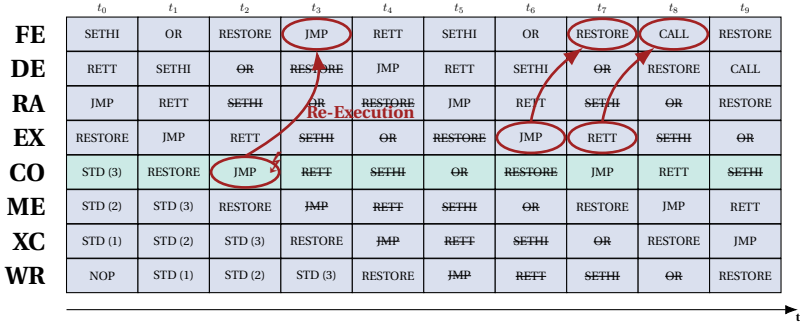 t0 t1 t2 t3 t4 t5 t6 t7 t8 t9
FE SETHI OR RESTORE JMP RETT SETHI OR RESTORE CALL RESTORE
DE RETT SETHI OR RESTORE JMP RETT SETHI OR RESTORE CALL
RA JMP RETT SETHI OR RESTORE JMP RETT SETHI OR RESTORE
Re-Execution
EX RESTORE JMP RETT SETHI OR RESTORE JMP RETT SETHI OR
CO STD (3) RESTORE JMP RETT SETHI OR RESTORE JMP RETT SETHI
ME STD (2) STD (3) RESTORE JMP RETT SETHI OR RESTORE JMP RETT
XC STD (1) STD (2) STD (3) RESTORE JMP RETT SETHI OR RESTORE JMP
WR NOP STD (1) STD (2) STD (3) RESTORE JMP RETT SETHI OR RESTORE
t